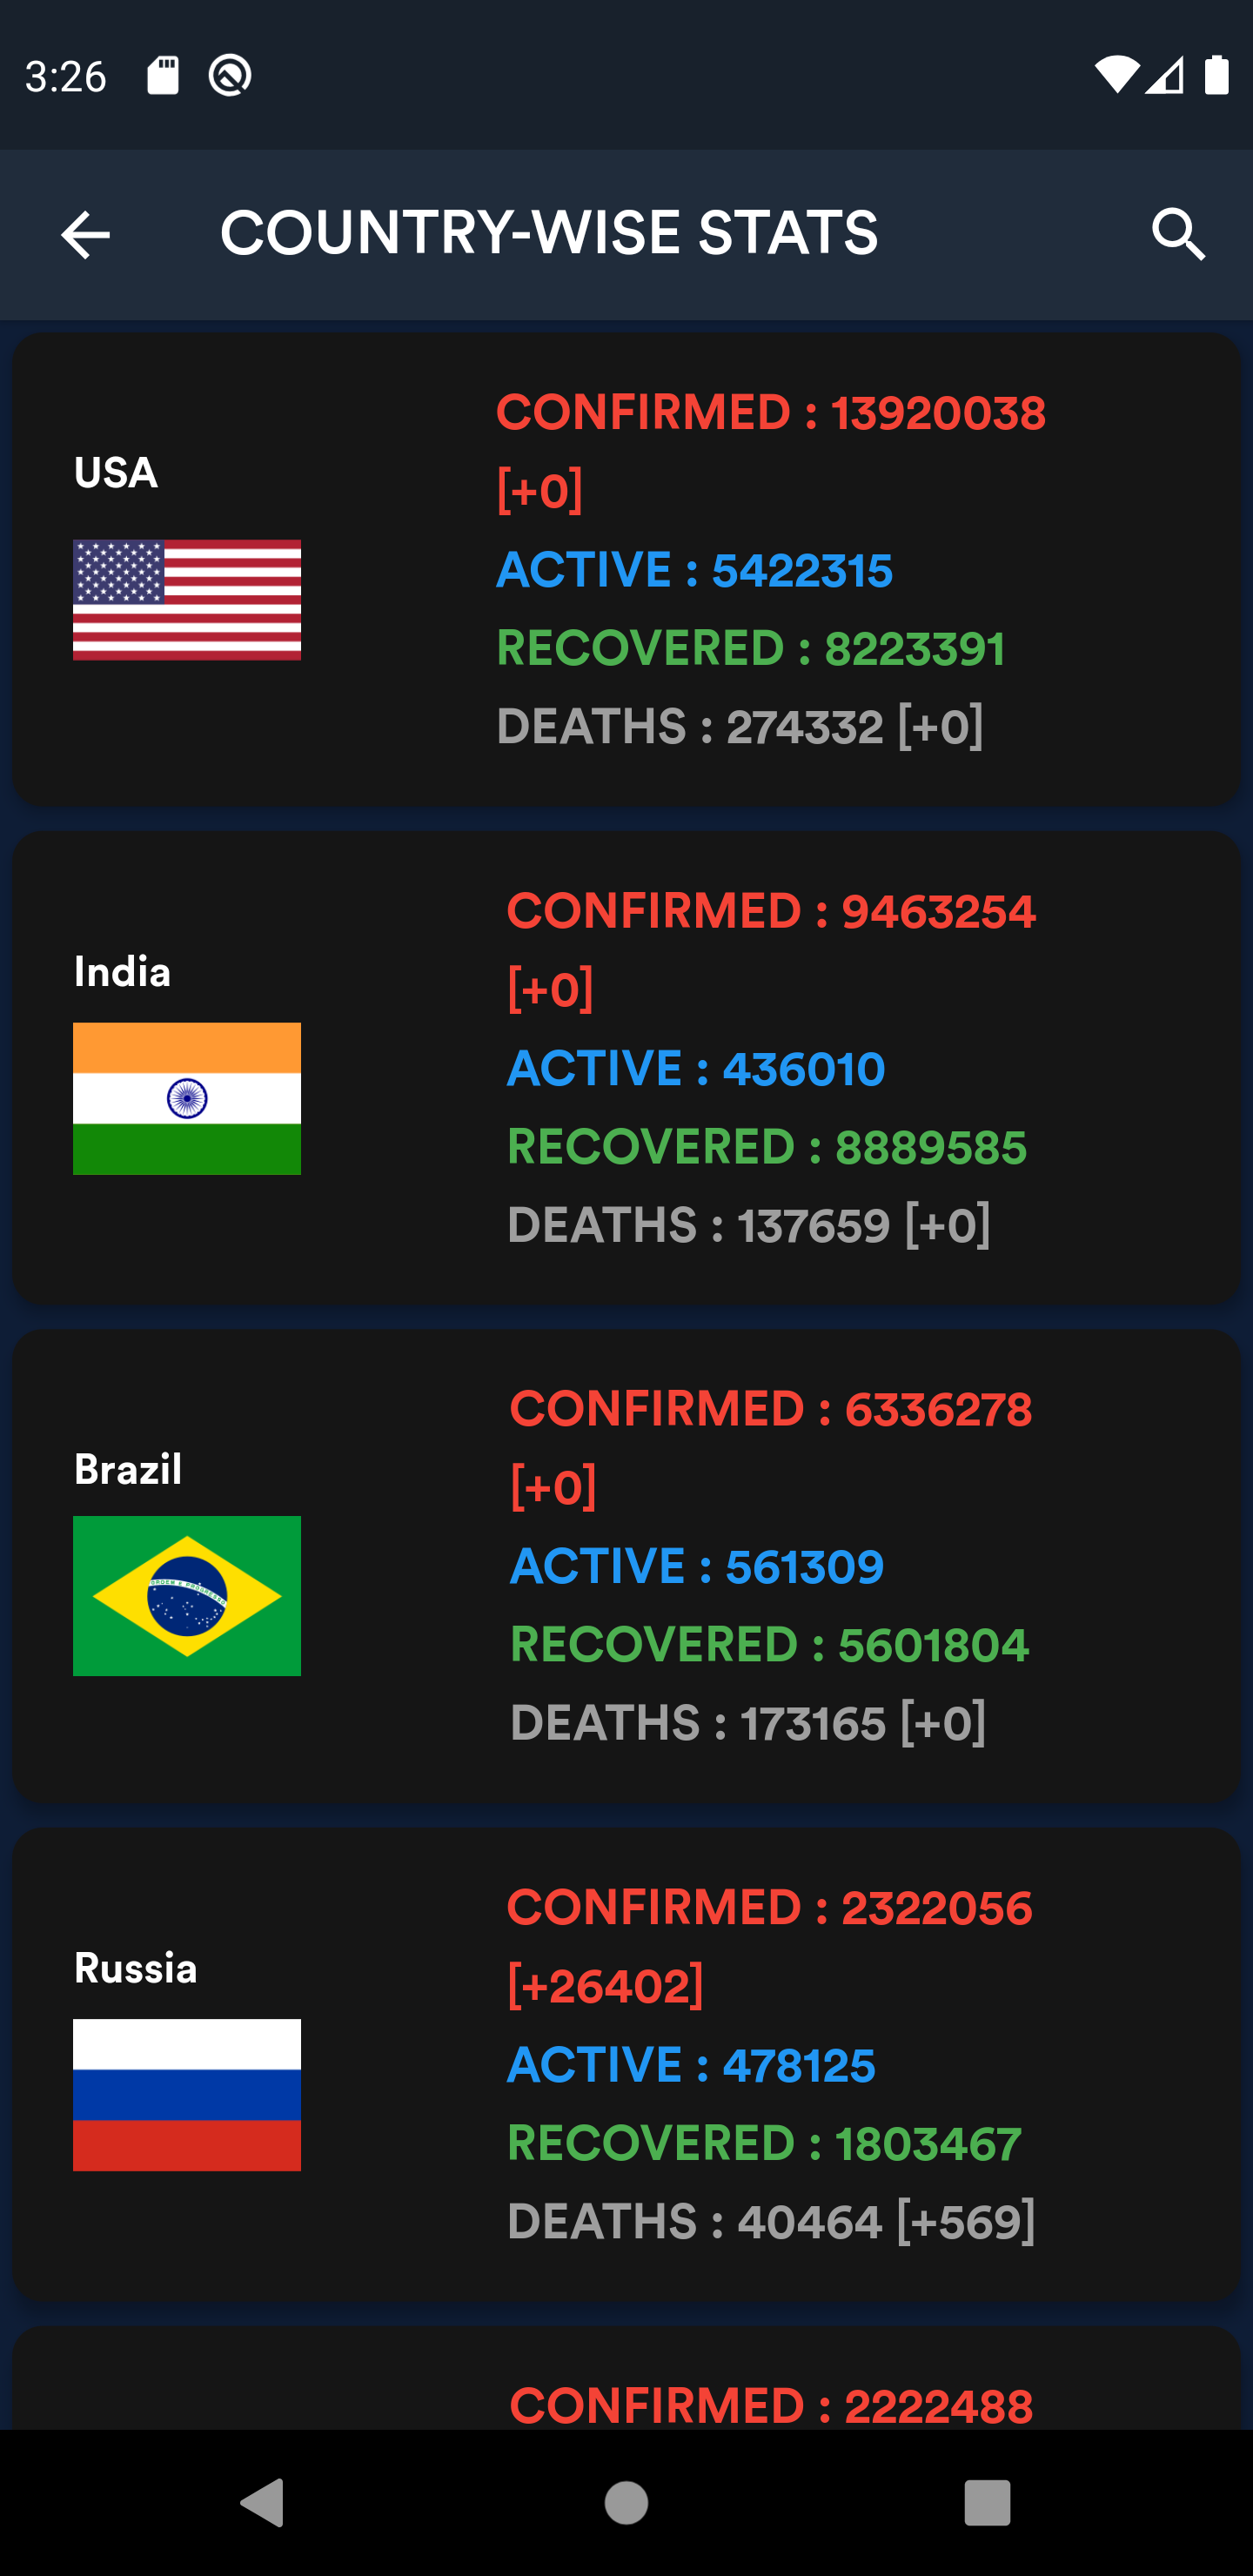 3:26
COUNTRY-WISE STATS
USA
CONFIRMED : 13920038
[+0]
ACTIVE : 5422315
RECOVERED : 8223391
DEATHS : 274332 [+0]
India
CONFIRMED : 9463254
[+0]
ACTIVE : 436010
RECOVERED : 8889585
DEATHS : 137659 [+0]
Brazil
CONFIRMED : 6336278
[+0]
ACTIVE : 561309
RECOVERED : 5601804
DEATHS : 173165 [+0]
Russia
CONFIRMED : 2322056
[+26402]
ACTIVE : 478125
RECOVERED : 1803467
DEATHS : 40464 [+569]
CONFIRMED : 2222488